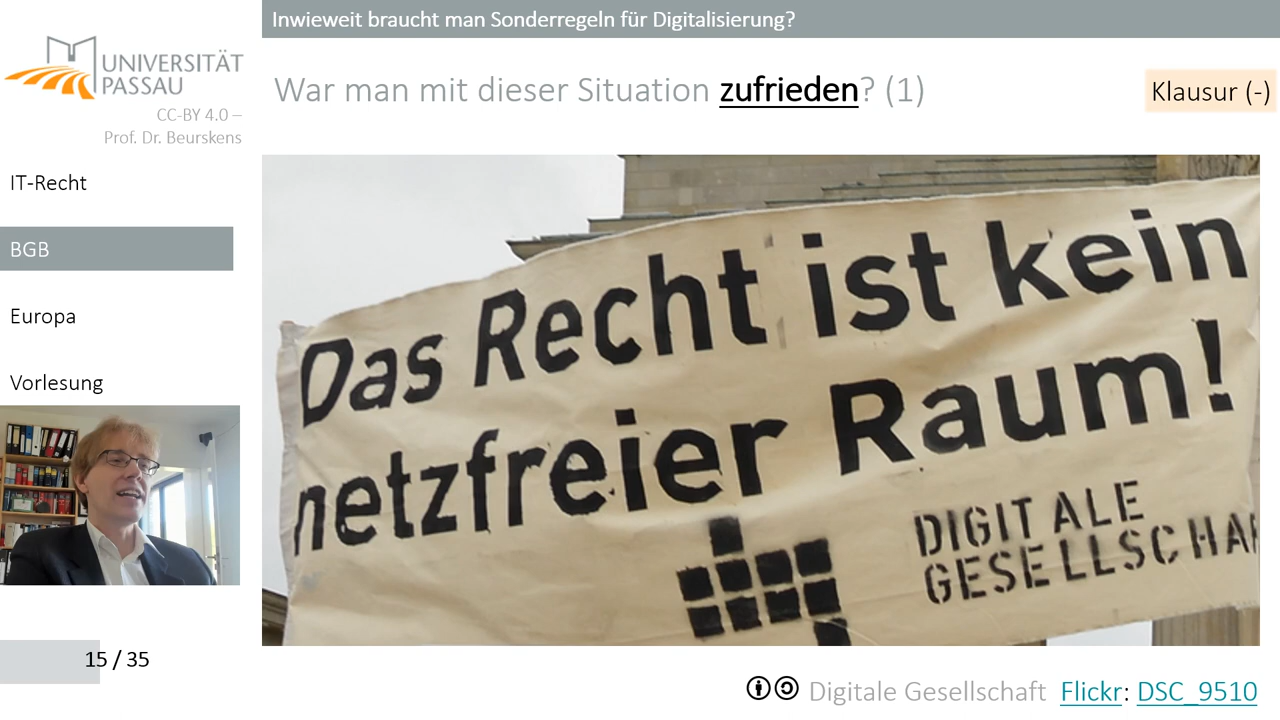 Inwieweit braucht man Sonderregeln für Digitalisierung?
UNIVERSITÄT
PASSAU
CC-BY 4.0 –
Prof. Dr. Beurskens
War man mit dieser Situation zufrieden? (1)
Klausur (-)
IT-Recht
BGB
Europa
Vorlesung
15 / 35
Das Recht ist kein
netzfreier Raum!
DIGITALE
GESELLSCHAF
Digitale Gesellschaft Flickr: DSC_9510